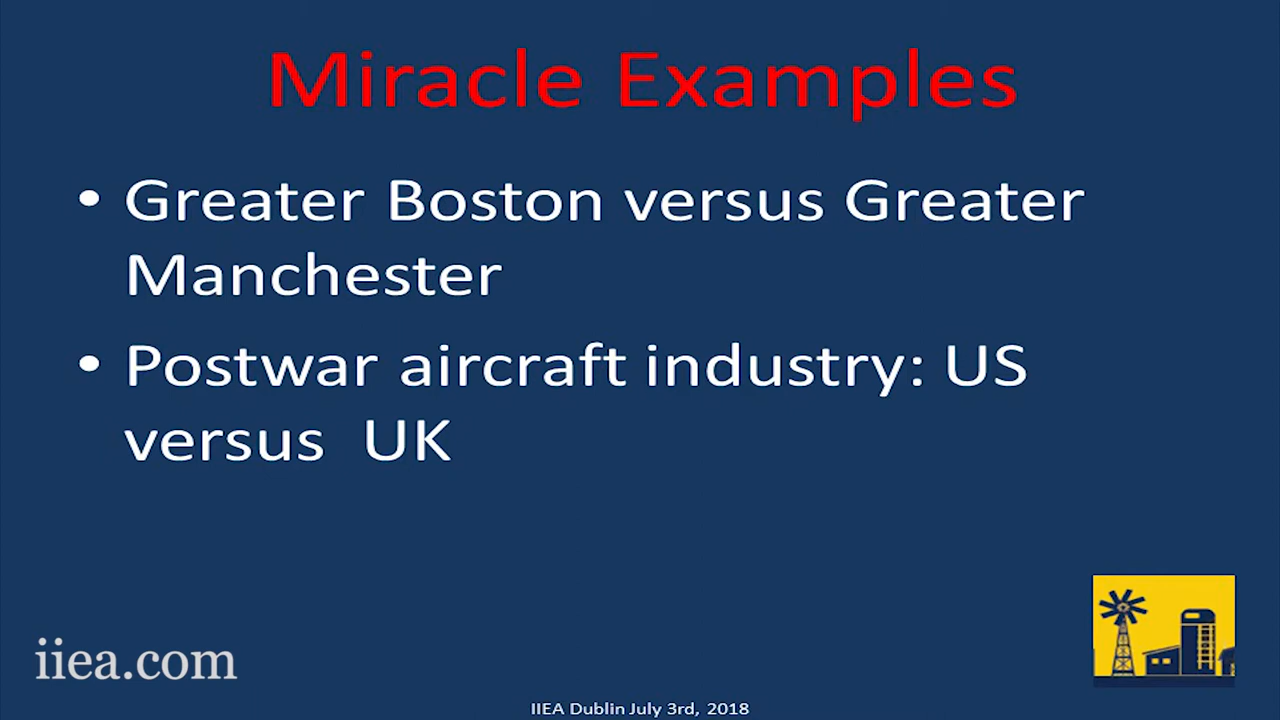 Miracle Examples
• Greater Boston versus Greater
Manchester
• Postwar aircraft industry: US
versus  UK
iiea.com
IIEA Dublin July 3rd, 2018